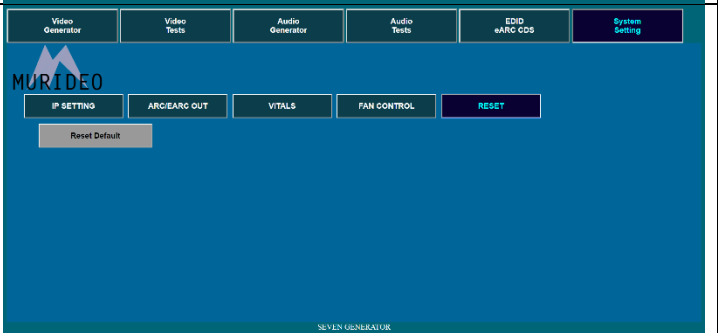 Video
Generator
Video
Tests
Audio
Generator
Audio
Tests
EDID
eARC CDS
System
Setting
MURIDEO
IP SETTING
ARC/EARC OUT
VITALS
FAN CONTROL
RESET
Reset Default
SEVEN GENERATOR